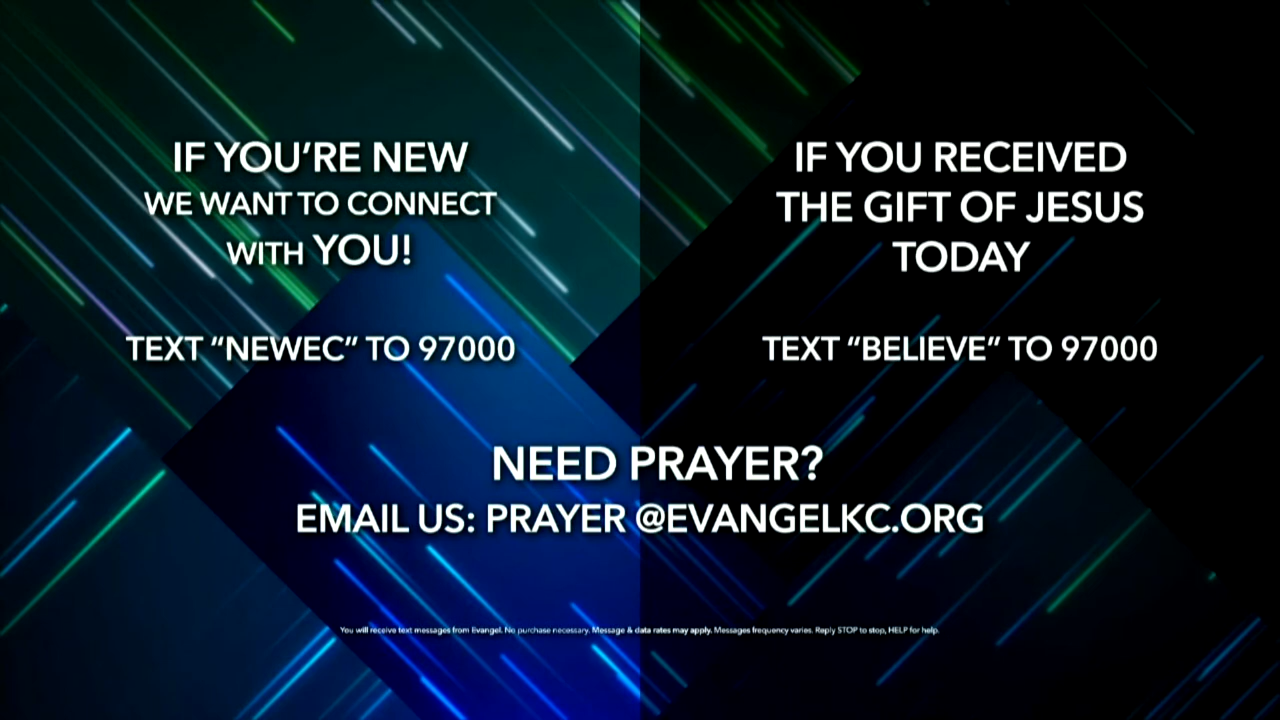 IF YOU'RE NEW
WE WANT TO CONNECT
WITH YOU!
TEXT “NEWEC” TO 97000
IF YOU RECEIVED
THE GIFT OF JESUS
TODAY
TEXT “BELIEVE” TO 97000
NEED PRAYER?
EMAIL US: PRAYER @EVANGELKC.ORG
You will receive text messages from Evangel. No purchase necessary. Message & data rates may apply. Messages frequency varies. Reply STOP to stop, HELP for help.